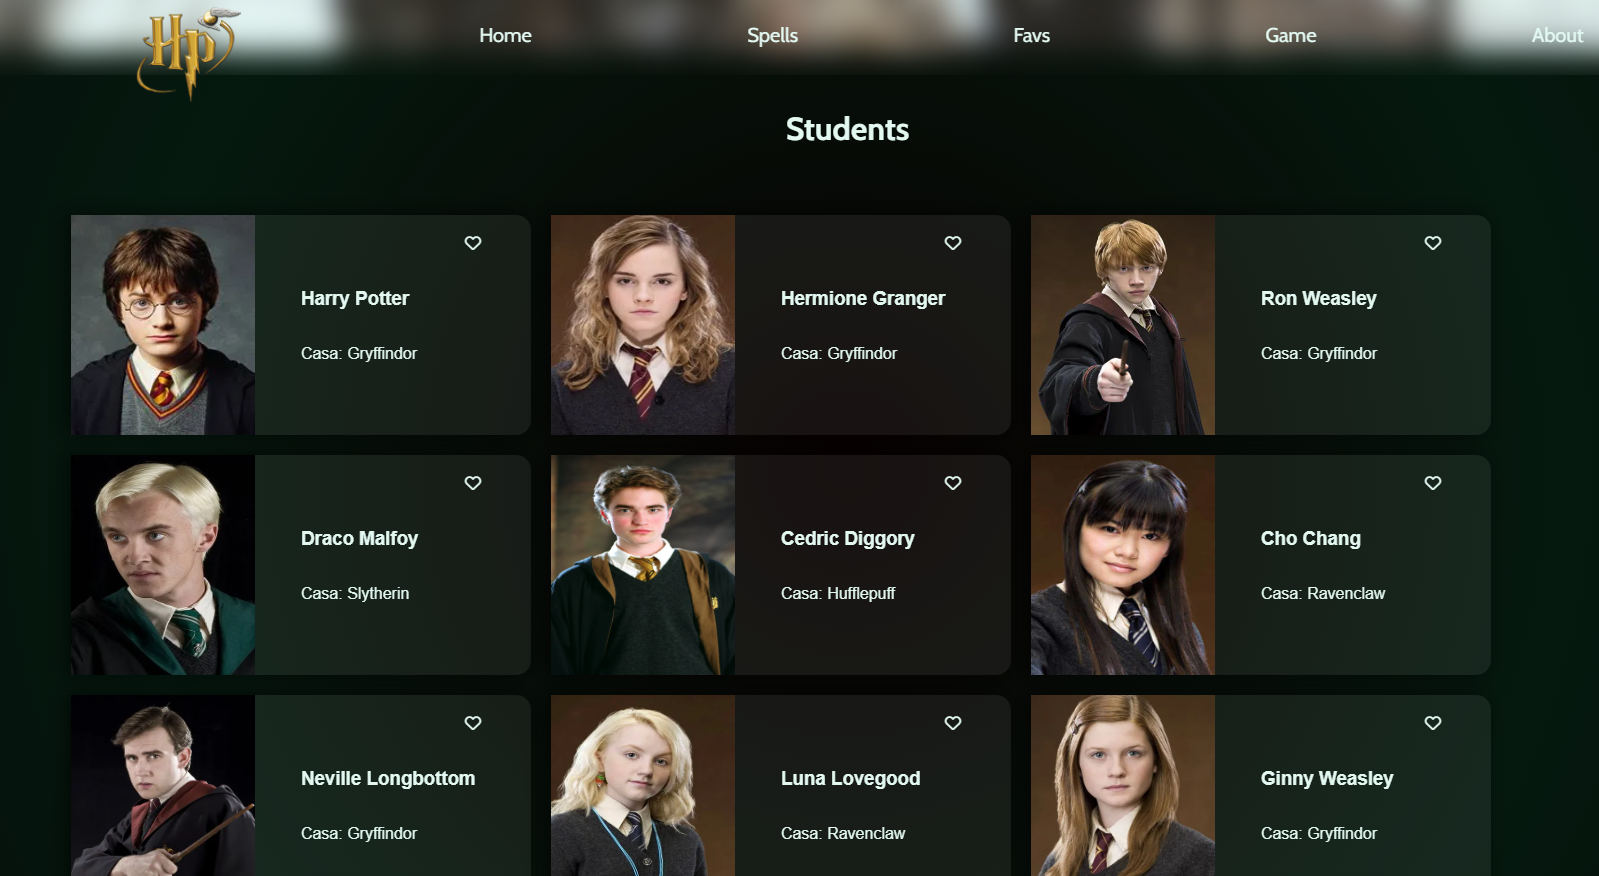 Hp
Home
Spells
Favs
Game
About
Students
Harry Potter
Casa: Gryffindor
Hermione Granger
Casa: Gryffindor
Ron Weasley
Casa: Gryffindor
Draco Malfoy
Casa: Slytherin
Cedric Diggory
Casa: Hufflepuff
Cho Chang
Casa: Ravenclaw
Neville Longbottom
Casa: Gryffindor
Luna Lovegood
Casa: Ravenclaw
Ginny Weasley
Casa: Gryffindor